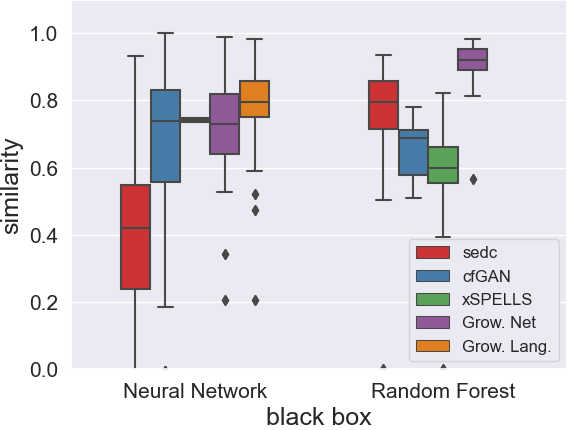 1.0
0.8
0.6
0.4
0.2
0.0
similarity
Neural Network
Random Forest
black box
sedc
cfGAN
xSPELLS
Grow. Net
Grow. Lang.